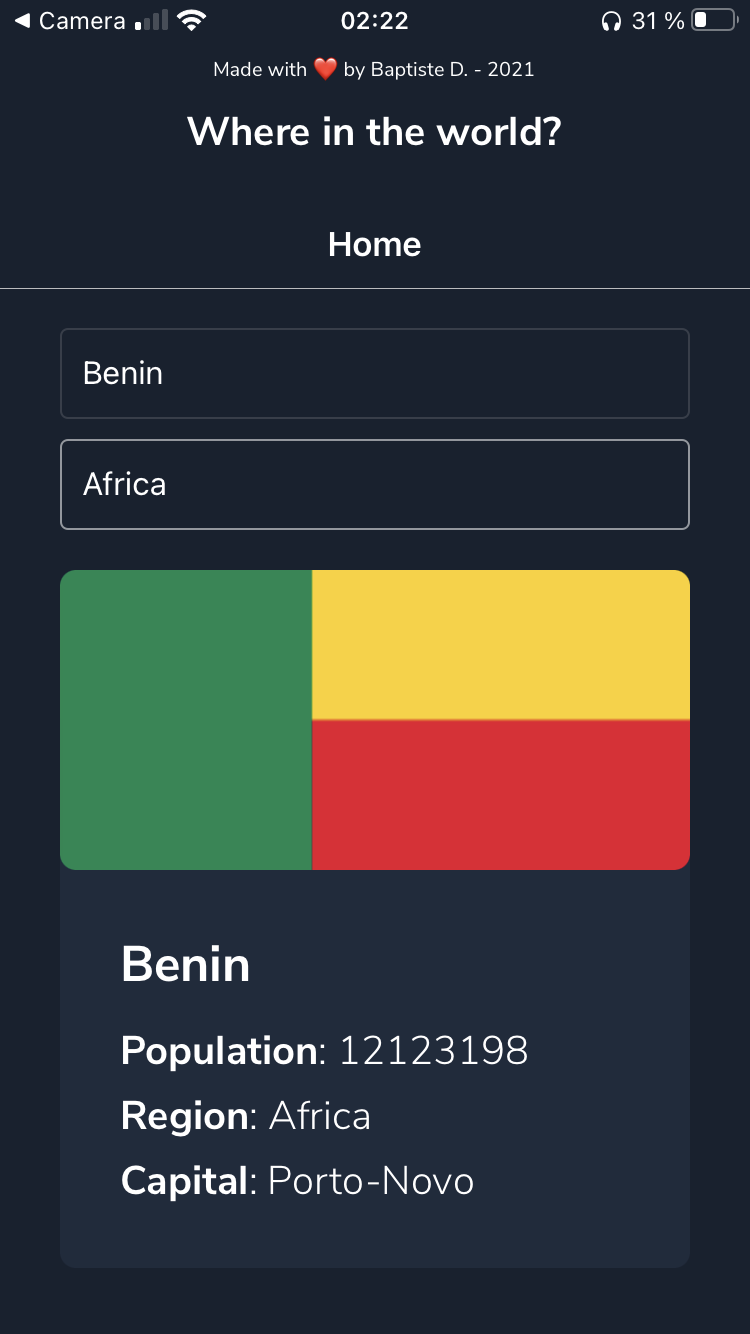 Camera 02:22 31 %
Made with ❤️ by Baptiste D. - 2021
Where in the world?
Home
Benin
Africa
Benin
Population: 12123198
Region: Africa
Capital: Porto-Novo